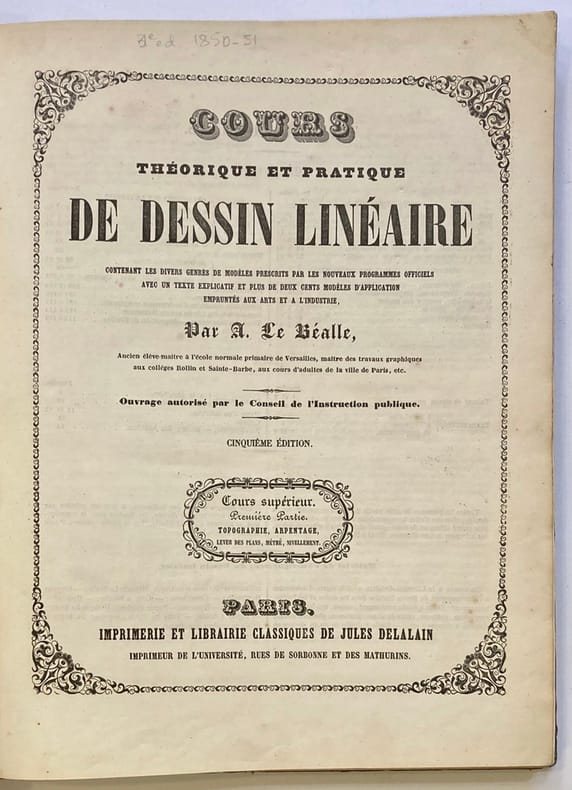 4e ed 1850-51
COURS
THÉORIQUE ET PRATIQUE
DE DESSIN LINÉAIRE
CONTENANT LES DIVERS GENRES DE MODÈLES PRESCRITS PAR LES NOUVEAUX PROGRAMMES OFFICIELS
AVEC UN TEXTE EXPLICATIF ET PLUS DE DEUX CENTS MODÈLES D'APPLICATION
EMPRUNTÉS AUX ARTS ET A L'INDUSTRIE,
Par A. Le Béalle,
Ancien élève-maître à l'école normale primaire de Versailles, maître des travaux graphiques
aux colléges Rollin et Sainte-Barbe, aux cours d'adultes de la ville de Paris, etc.
Ouvrage autorisé par le Conseil de l'Instruction publique.
CINQUIÈME ÉDITION.
Cours supérieur.
Première Partie.
TOPOGRAPHIE, ARPENTAGE,
LEVER DES PLANS, MÉTRÉ, NIVELLEMENT.
PARIS.
IMPRIMERIE ET LIBRAIRIE CLASSIQUES DE JULES DELALAIN
IMPRIMEUR DE L'UNIVERSITÉ, RUES DE SORBONNE ET DES MATHURINS.